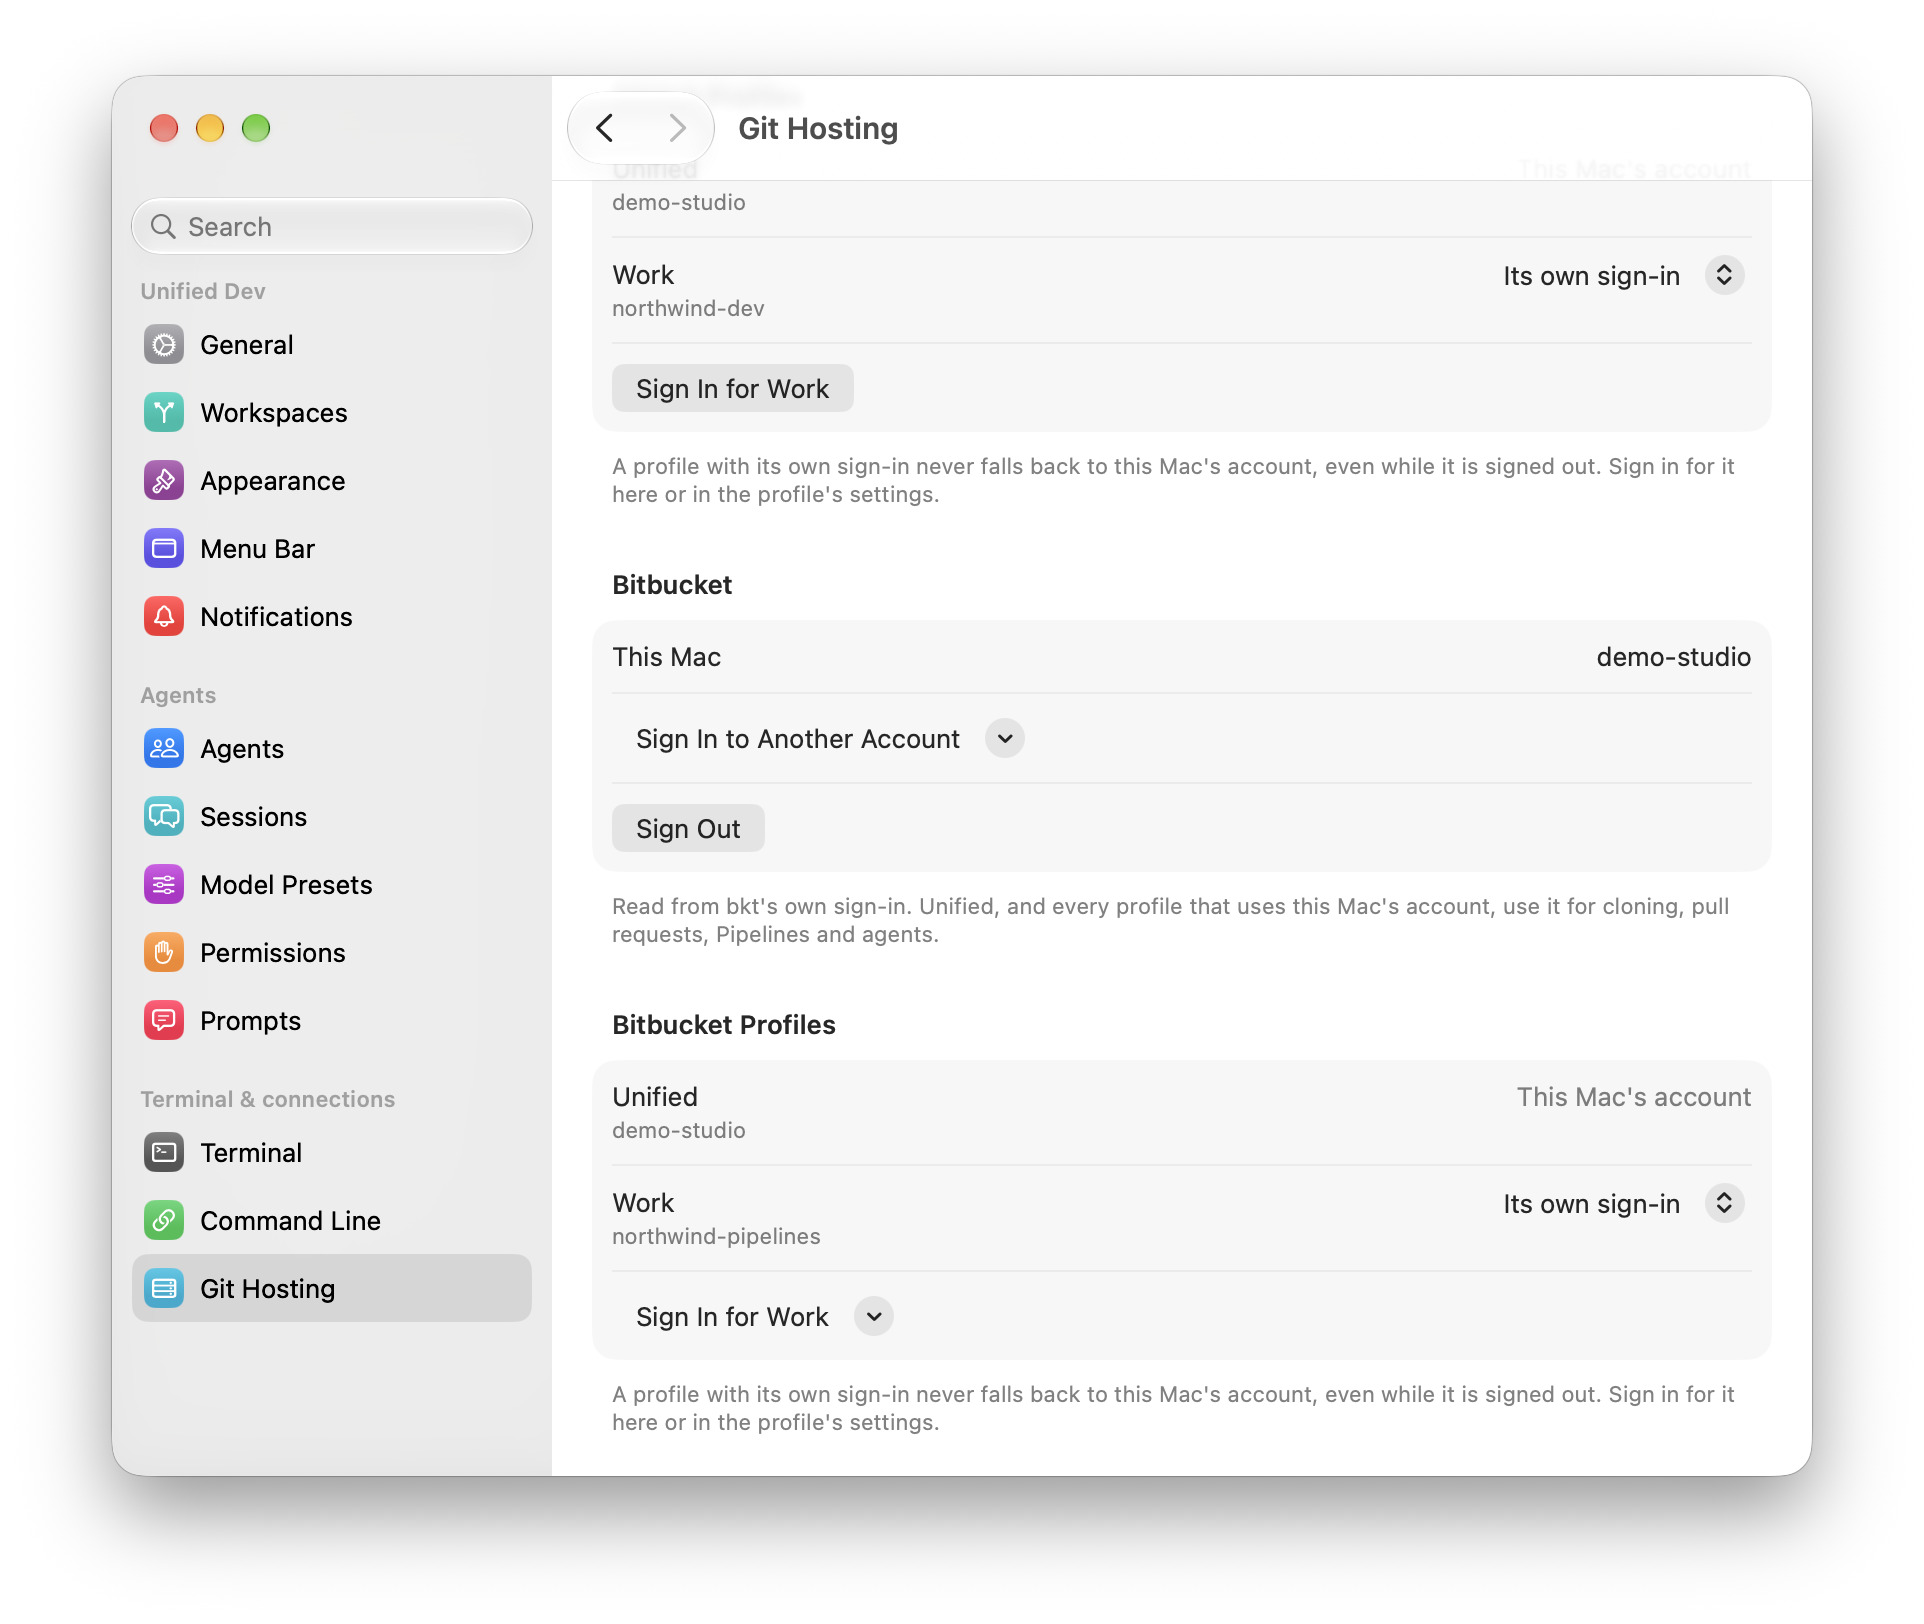 Git Hosting
Search
Unified Dev
General
Workspaces
Appearance
Menu Bar
Notifications
Agents
Agents
Sessions
Model Presets
Permissions
Prompts
Terminal & connections
Terminal
Command Line
Git Hosting
Unified
This Mac's account
demo-studio
Work
Its own sign-in
northwind-dev
Sign In for Work
A profile with its own sign-in never falls back to this Mac's account, even while it is signed out. Sign in for it
here or in the profile's settings.
Bitbucket
This Mac
demo-studio
Sign In to Another Account
Sign Out
Read from bkt's own sign-in. Unified, and every profile that uses this Mac's account, use it for cloning, pull
requests, Pipelines and agents.
Bitbucket Profiles
Unified
This Mac's account
demo-studio
Work
Its own sign-in
northwind-pipelines
Sign In for Work
A profile with its own sign-in never falls back to this Mac's account, even while it is signed out. Sign in for it
here or in the profile's settings.